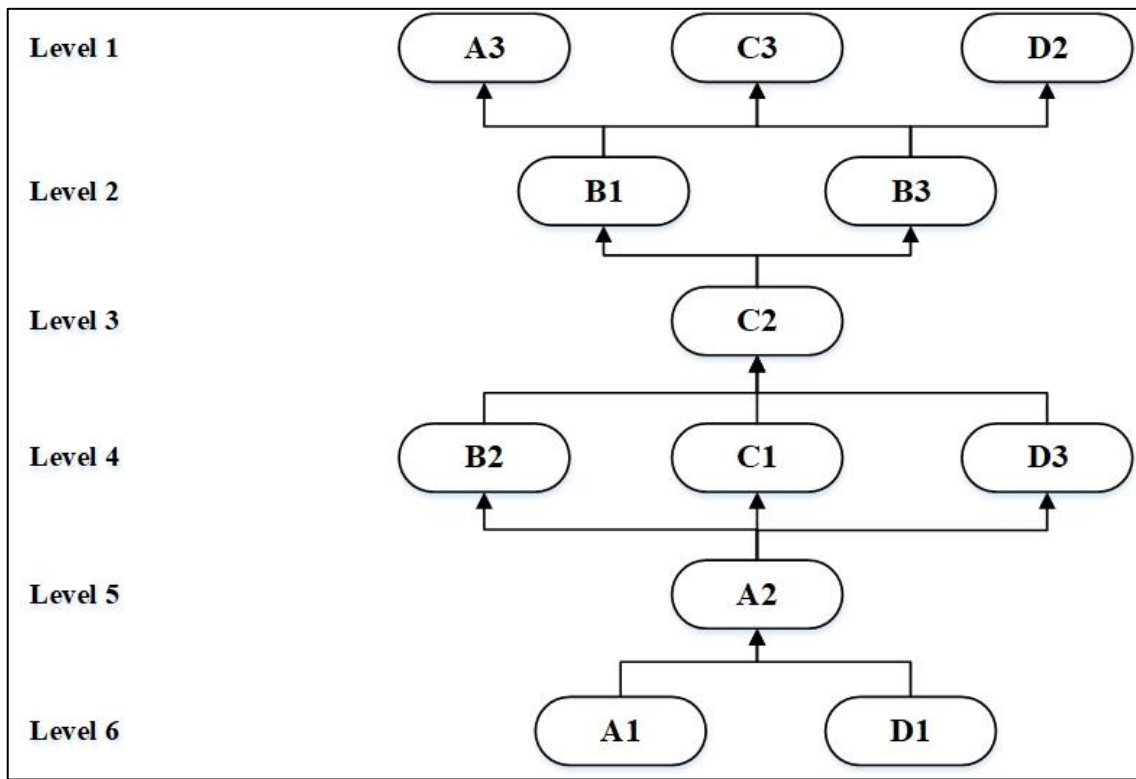 Level 1 A3 C3 D2
Level 2 B1 B3
Level 3 C2
Level 4 B2 C1 D3
Level 5 A2
Level 6 A1 D1